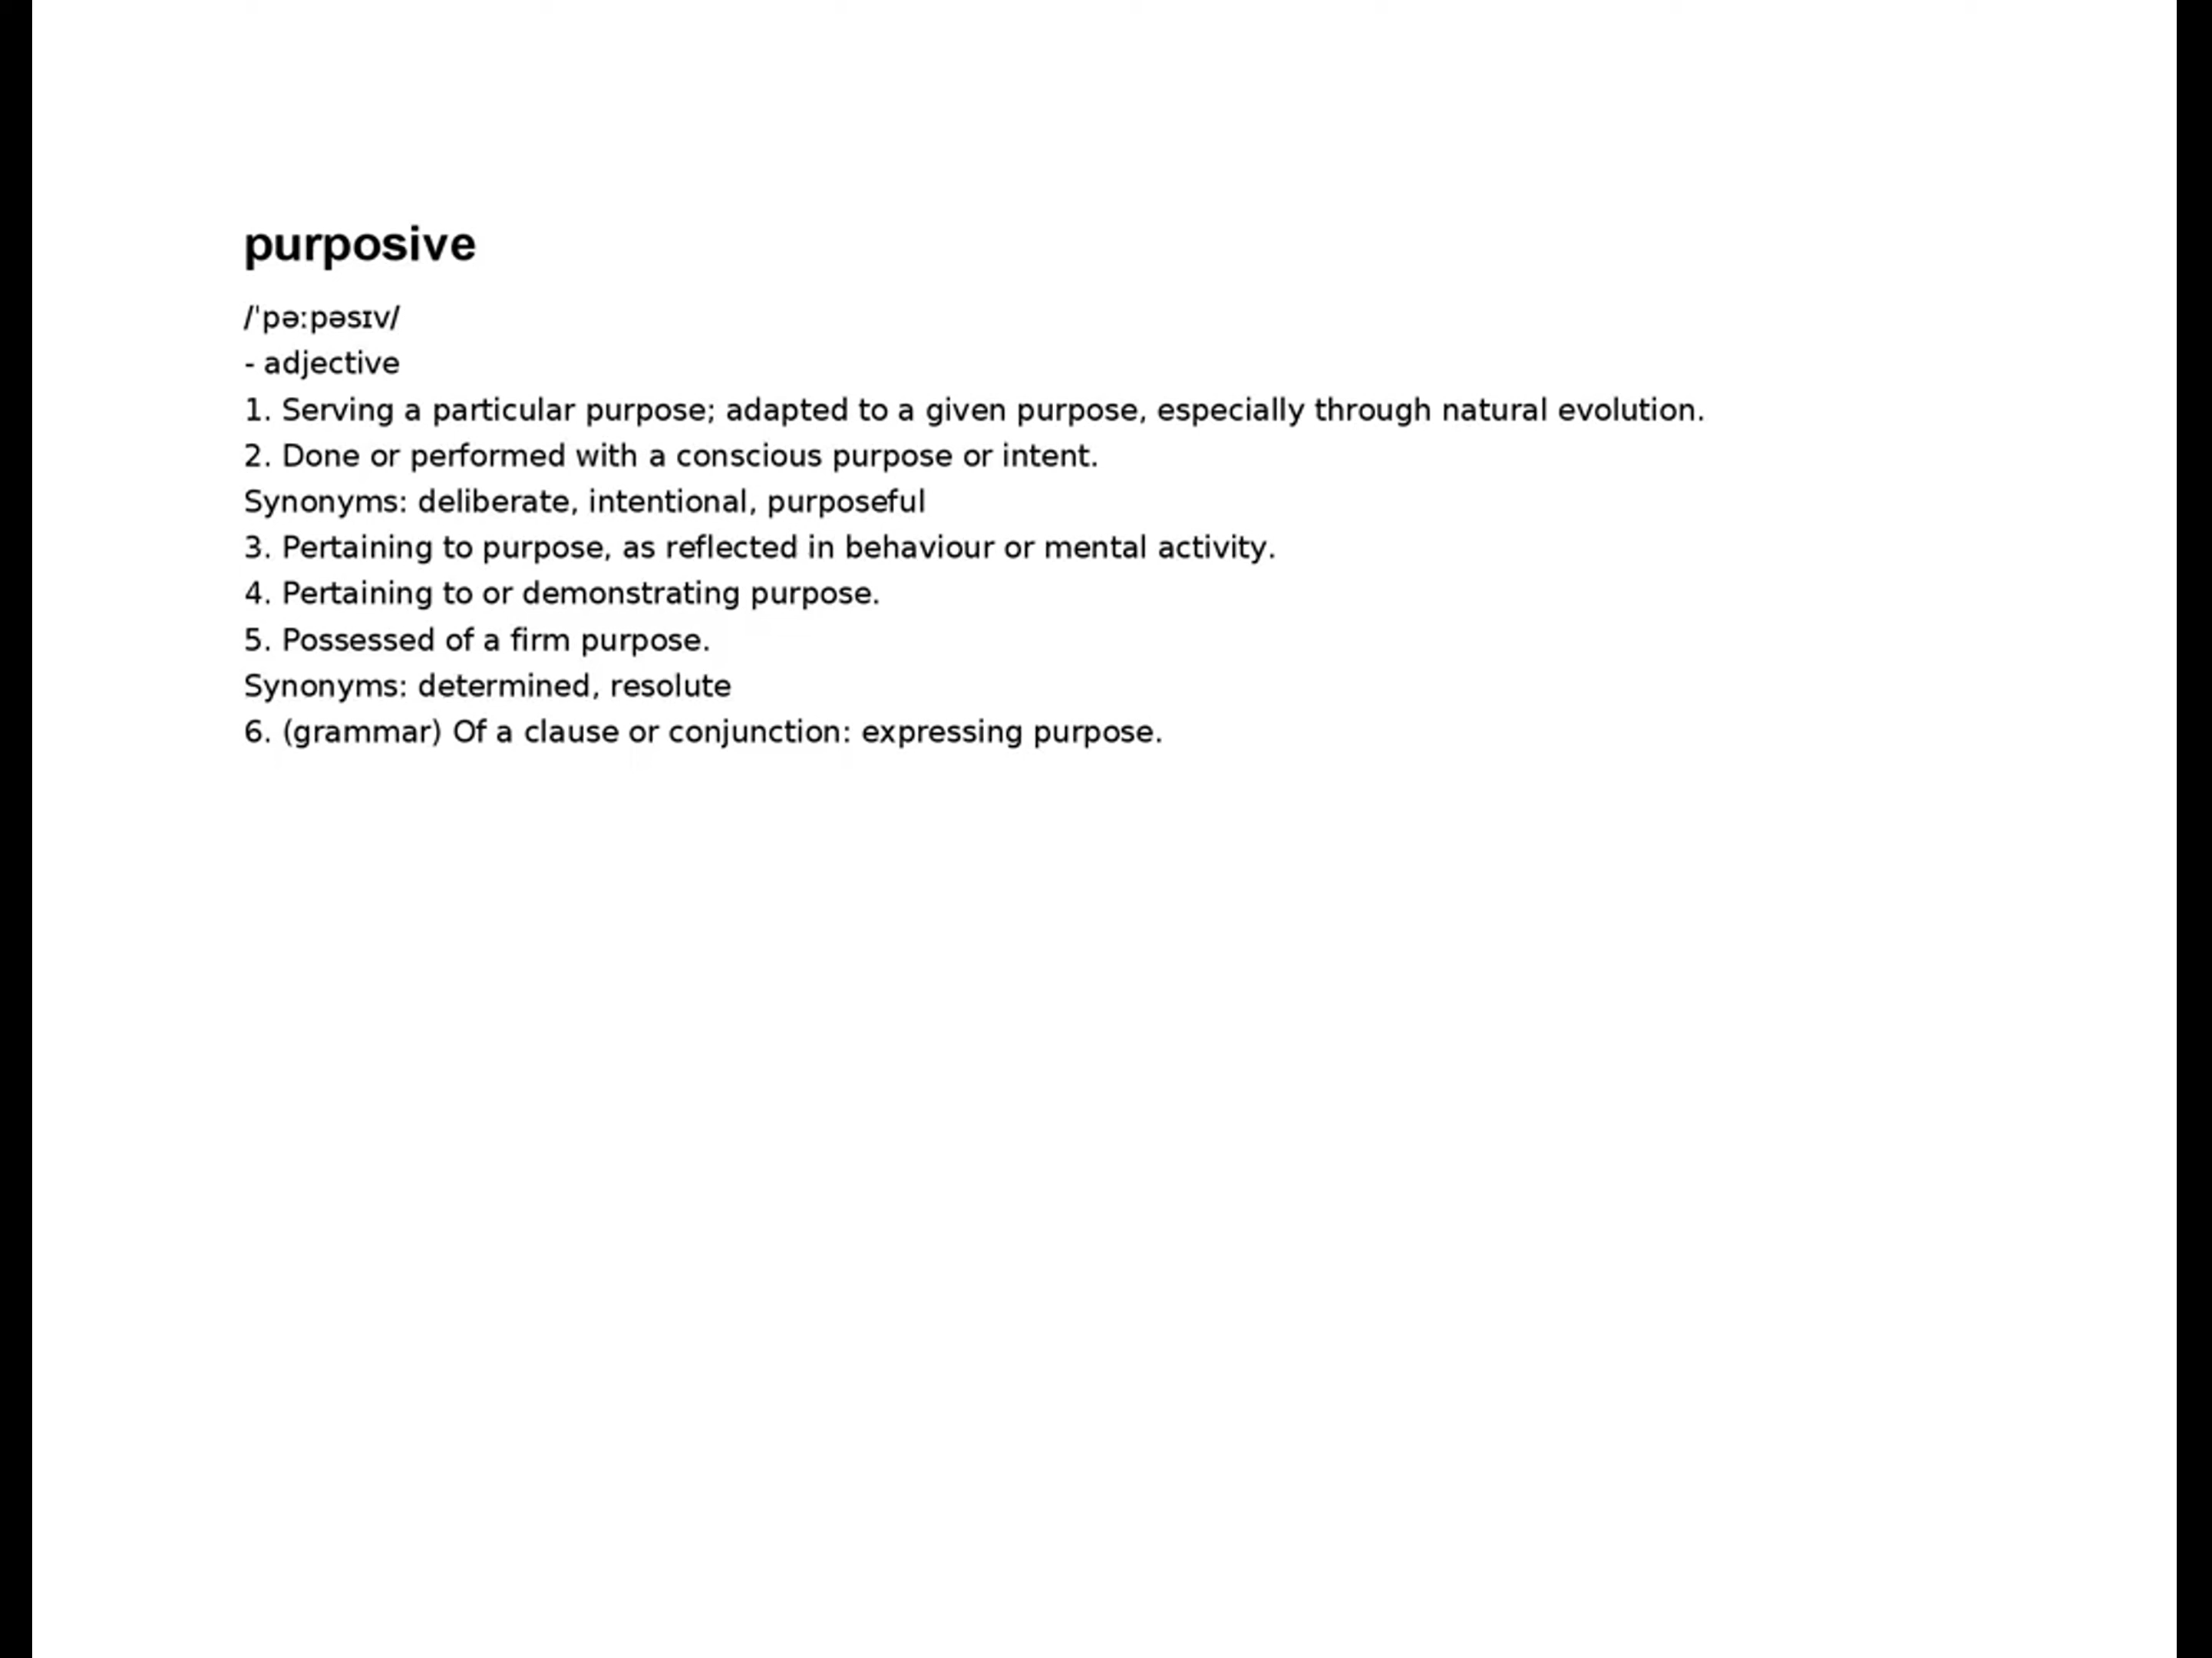 purposive
/ˈpəːpəsɪv/
- adjective
1. Serving a particular purpose; adapted to a given purpose, especially through natural evolution.
2. Done or performed with a conscious purpose or intent.
Synonyms: deliberate, intentional, purposeful
3. Pertaining to purpose, as reflected in behaviour or mental activity.
4. Pertaining to or demonstrating purpose.
5. Possessed of a firm purpose.
Synonyms: determined, resolute
6. (grammar) Of a clause or conjunction: expressing purpose.